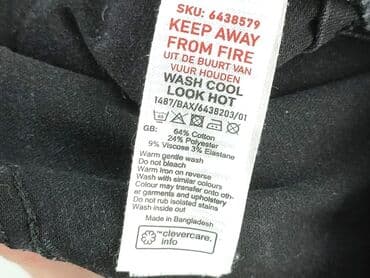 SKU: 6438579
KEEP AWAY
FROM FIRE
UIT DE BUURT VAN
VUUR HOUDEN
WASH COOL
LOOK HOT
1487/BAX/6438203/01
GB: 64% Cotton
24% Polyester
9% Viscose 3% Elastane
Warm gentle wash
Do not bleach
Warm Iron on reverse
Wash with similar colours
Colour may transfer onto oth-
er garments and upholstery
Do not rub isolated stains
Wash inside out
Made in Bangladesh
clevercare.
info